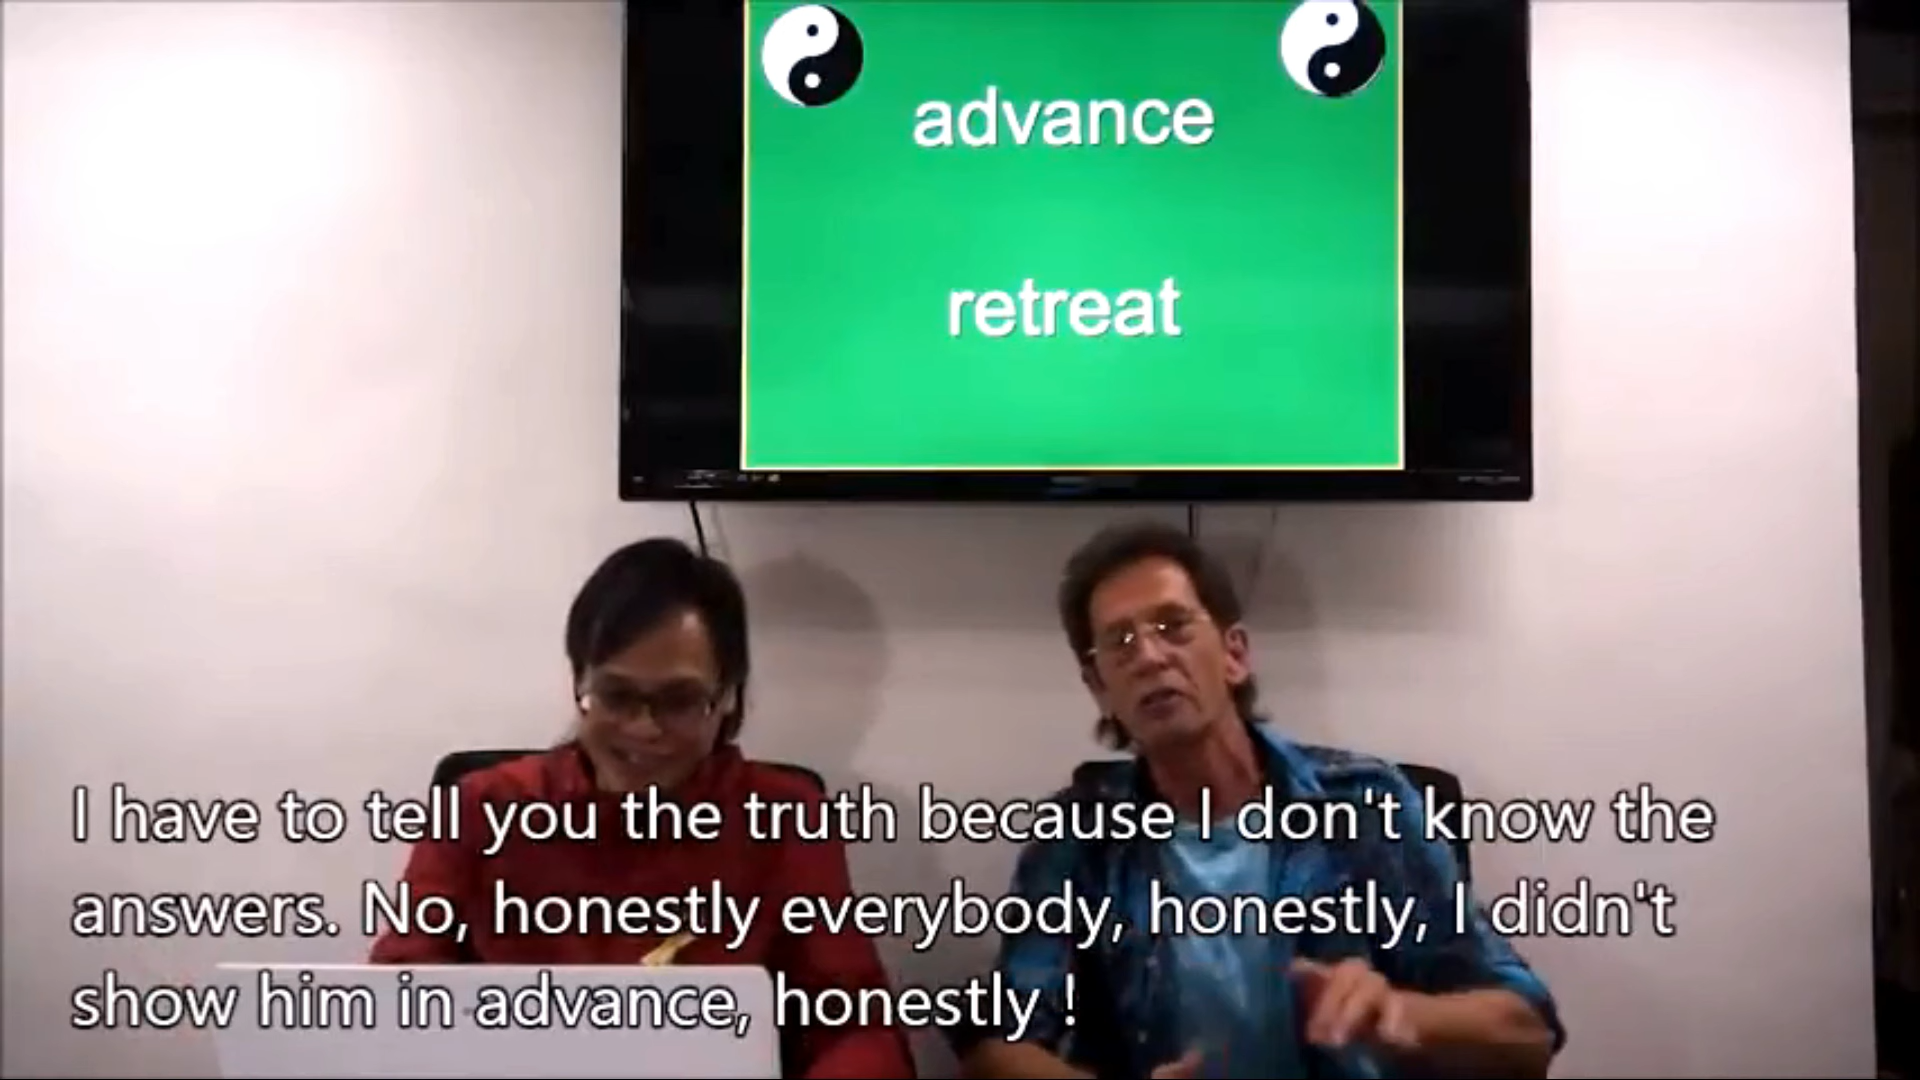 advance
retreat
I have to tell you the truth because I don't know the
answers. No, honestly everybody, honestly, I didn't
show him in advance, honestly !